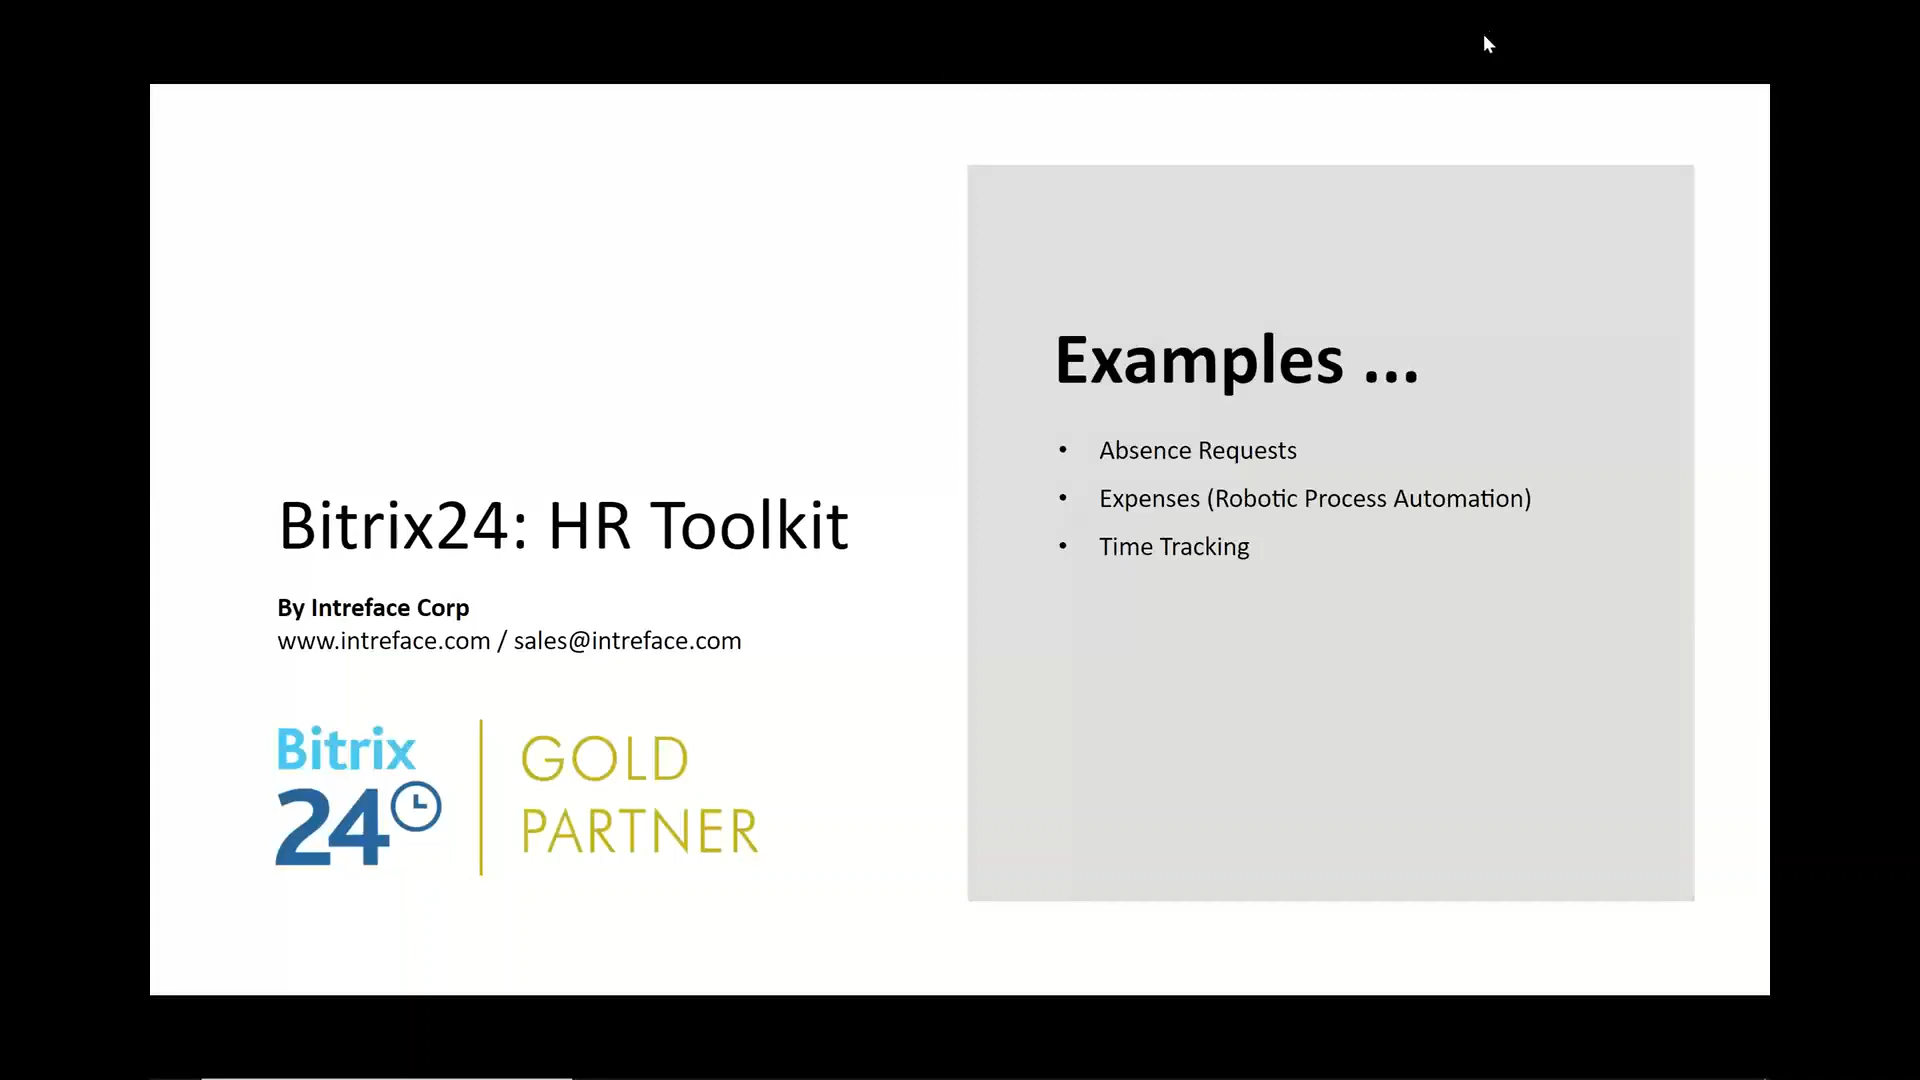 Bitrix24: HR Toolkit
By Intreface Corp
www.intreface.com / sales@intreface.com
Bitrix
24
GOLD
PARTNER
Examples ...
• Absence Requests
• Expenses (Robotic Process Automation)
• Time Tracking